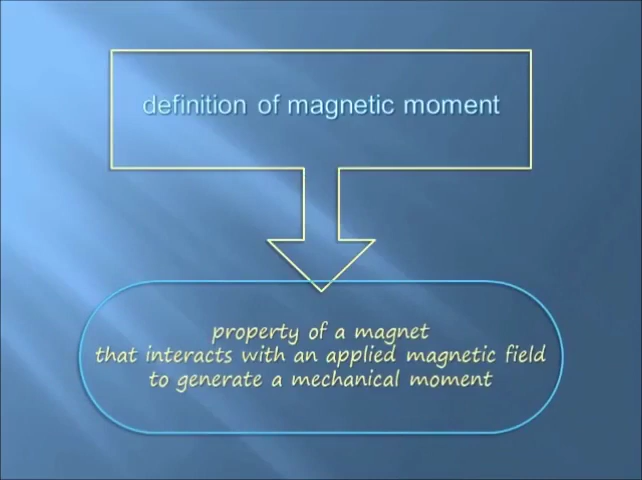 definition of magnetic moment
property of a magnet
that interacts with an applied magnetic field
to generate a mechanical moment